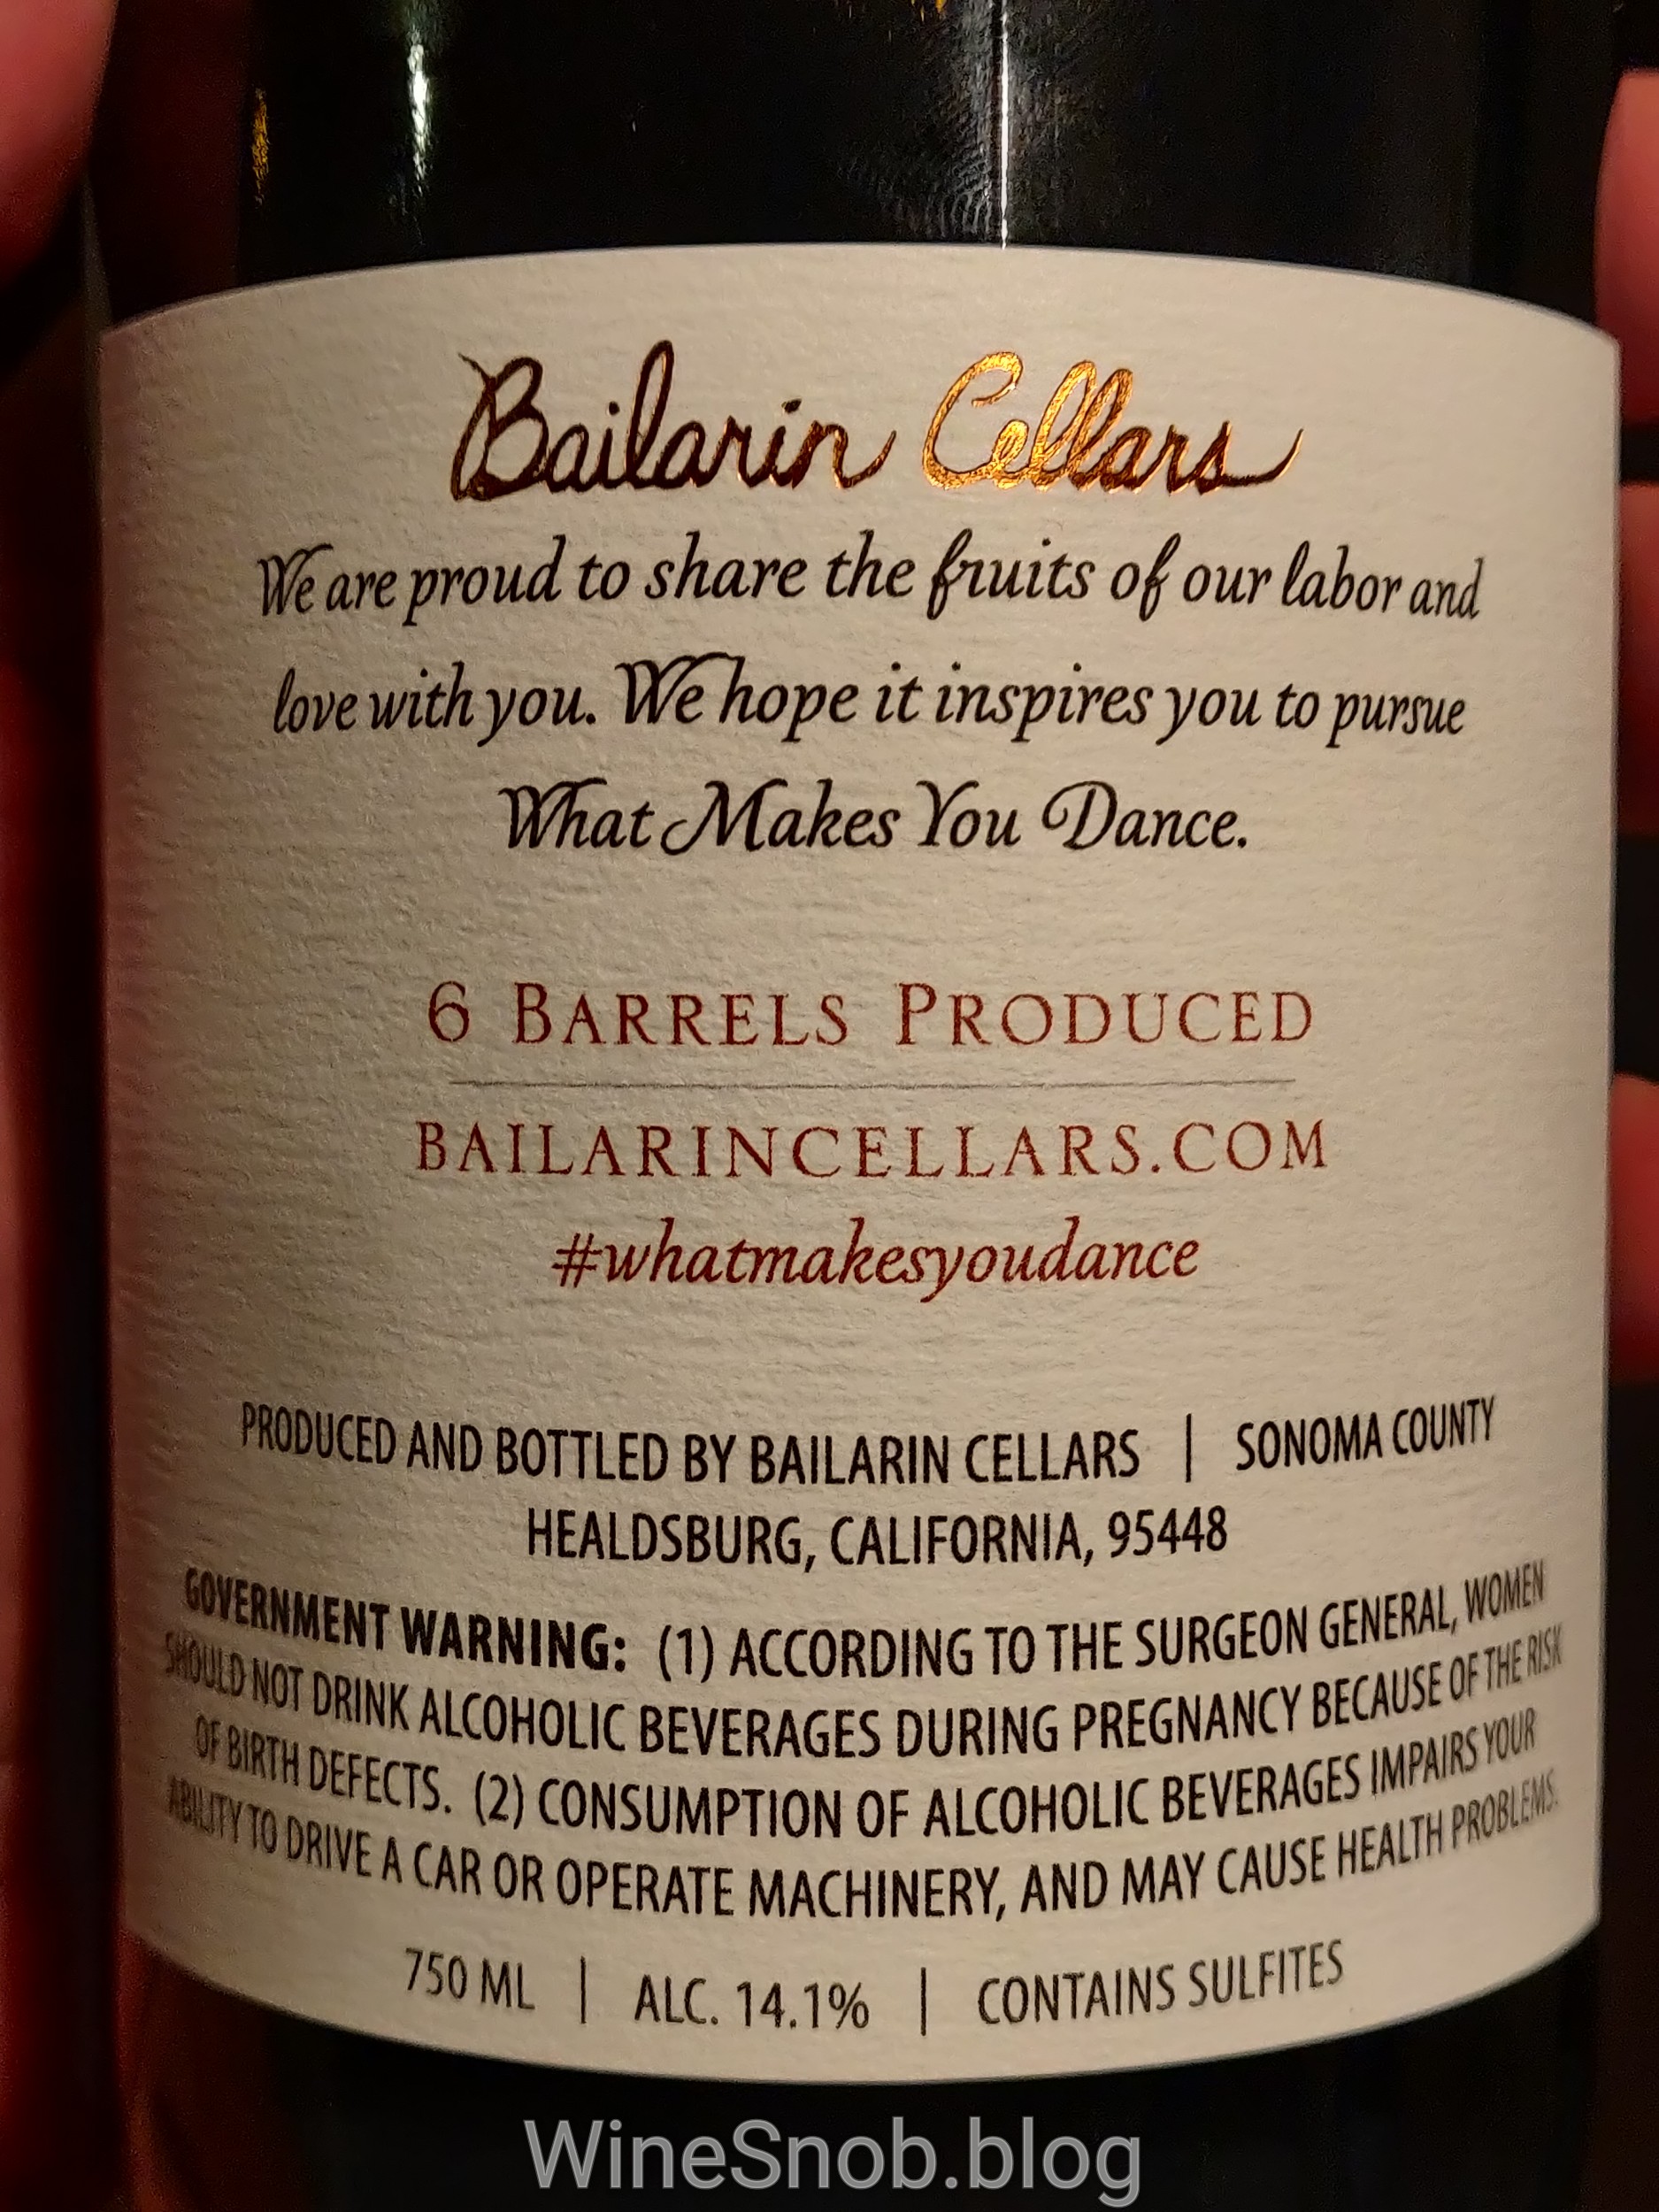 Bailarin Cellars
We are proud to share the fruits of our labor and
love with you. We hope it inspires you to pursue
What Makes You Dance.
6 BARRELS PRODUCED
BAILARINCELLARS.COM
#whatmakesyoudance
PRODUCED AND BOTTLED BY BAILARIN CELLARS | SONOMA COUNTY
HEALDSBURG, CALIFORNIA, 95448
GOVERNMENT WARNING: (1) ACCORDING TO THE SURGEON GENERAL, WOMEN
SHOULD NOT DRINK ALCOHOLIC BEVERAGES DURING PREGNANCY BECAUSE OF THE RISK
OF BIRTH DEFECTS. (2) CONSUMPTION OF ALCOHOLIC BEVERAGES IMPAIRS YOUR
ABILITY TO DRIVE A CAR OR OPERATE MACHINERY, AND MAY CAUSE HEALTH PROBLEMS.
750 ML | ALC. 14.1% | CONTAINS SULFITES
WineSnob.blog